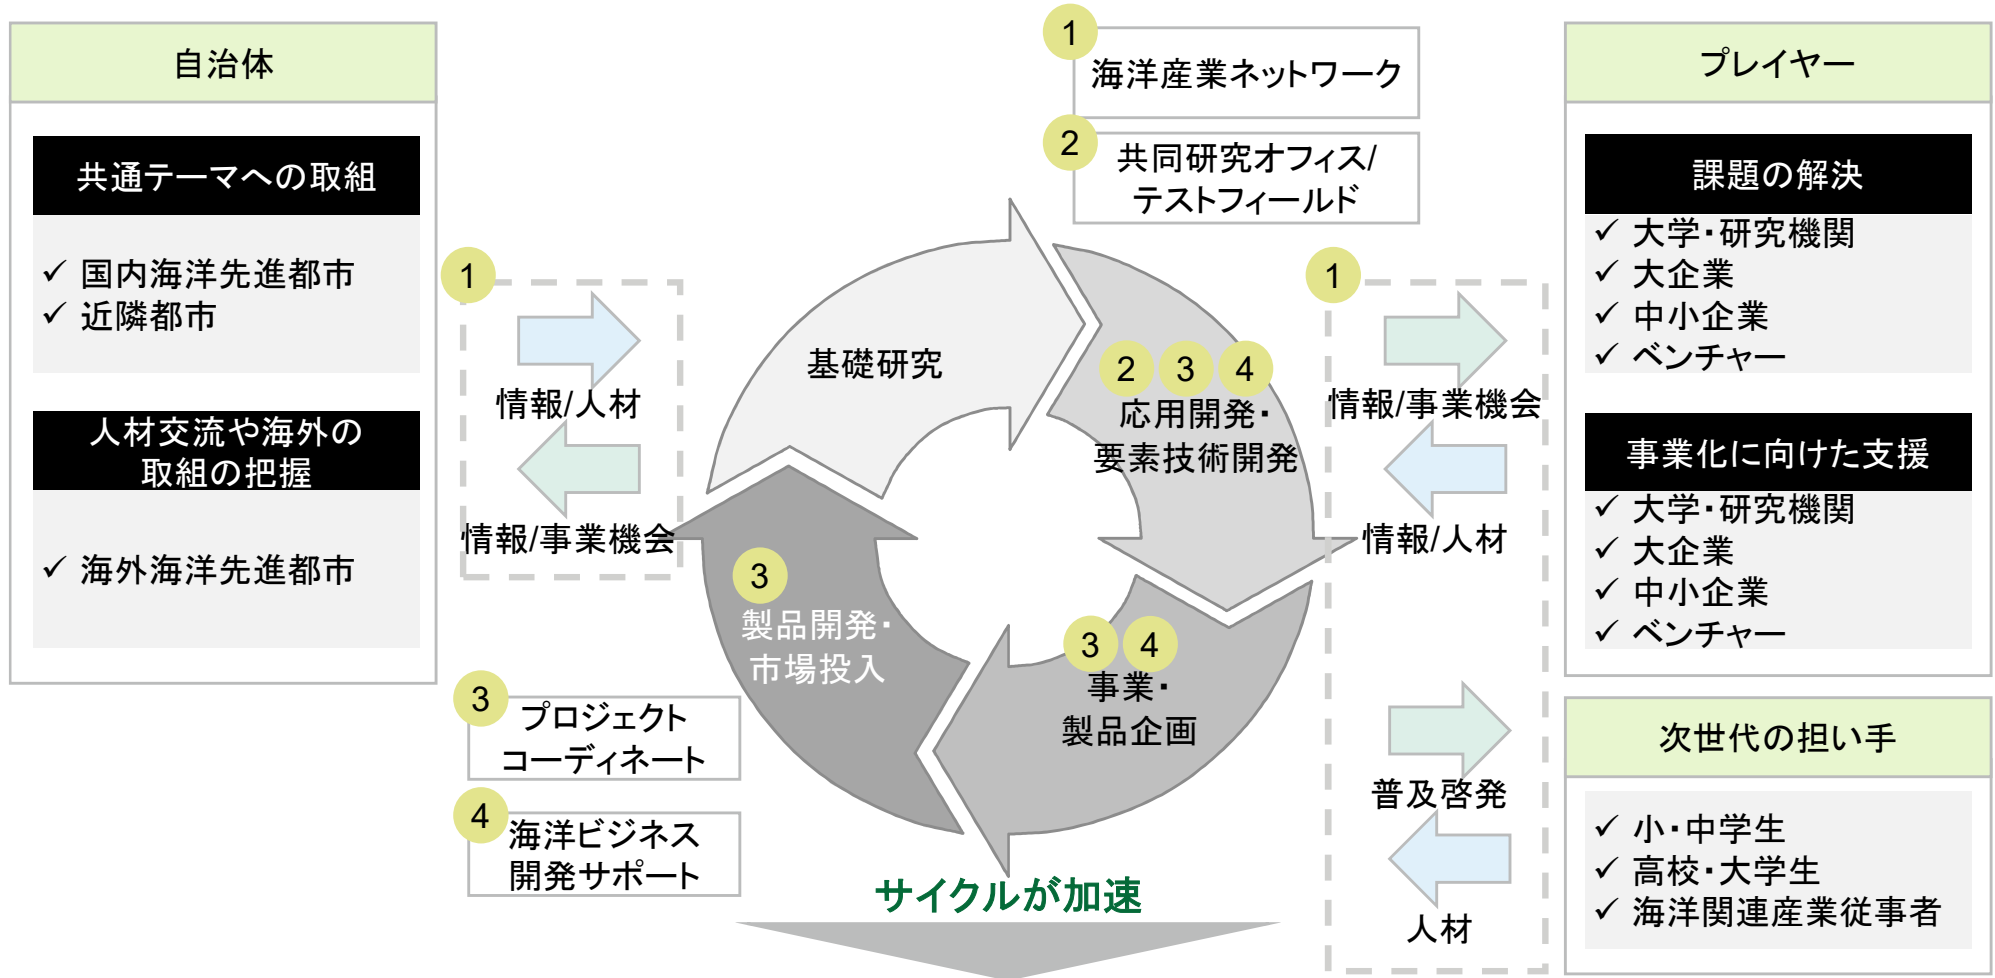 自治体
共通テーマへの取組
✓ 国内海洋先進都市
✓ 近隣都市
人材交流や海外の
取組の把握
✓ 海外海洋先進都市
1
情報/人材
情報/事業機会
1
海洋産業ネットワーク
2
共同研究オフィス/
テストフィールド
基礎研究
2 3 4
応用開発・
要素技術開発
3 4
事業・
製品企画
3
製品開発・
市場投入
3
プロジェクト
コーディネート
4
海洋ビジネス
開発サポート
サイクルが加速
1
情報/事業機会
情報/人材
普及啓発
人材
プレイヤー
課題の解決
✓ 大学・研究機関
✓ 大企業
✓ 中小企業
✓ ベンチャー
事業化に向けた支援
✓ 大学・研究機関
✓ 大企業
✓ 中小企業
✓ ベンチャー
次世代の担い手
✓ 小・中学生
✓ 高校・大学生
✓ 海洋関連産業従事者